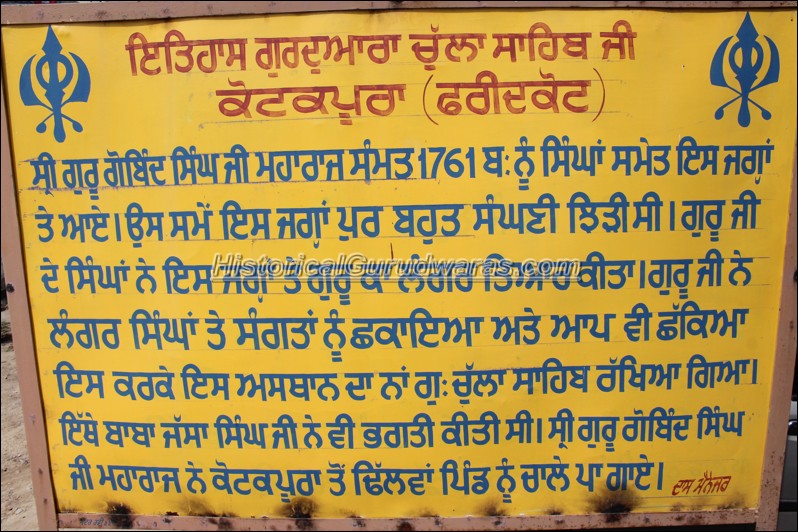 ਇਤਿਹਾਸ ਗੁਰਦੁਆਰਾ ਚੁੱਲਾ ਸਾਹਿਬ ਜੀ
ਕੋਟਕਪੂਰਾ (ਫਰੀਦਕੋਟ)
ਸ੍ਰੀ ਗੁਰੂ ਗੋਬਿੰਦ ਸਿੰਘ ਜੀ ਮਹਾਰਾਜ ਸੰਮਤ 1761 ਬ: ਨੂੰ ਸਿੰਘਾਂ ਸਮੇਤ ਇਸ ਜਗ੍ਹਾਂ
ਤੇ ਆਏ। ਉਸ ਸਮੇਂ ਇਸ ਜਗ੍ਹਾਂ ਪੁਰ ਬਹੁਤ ਸੰਘਣੀ ਝਿੜੀ ਸੀ। ਗੁਰੂ ਜੀ
ਦੇ ਸਿੰਘਾਂ ਨੇ ਇਸ ਜਗ੍ਹਾਂ ਤੇ ਗੁਰੂ ਕਾ ਲੰਗਰ ਤਿਆਰ ਕੀਤਾ। ਗੁਰੂ ਜੀ ਨੇ
HistoricalGurudwaras.com
ਲੰਗਰ ਸਿੰਘਾਂ ਤੇ ਸੰਗਤਾਂ ਨੂੰ ਛਕਾਇਆ ਅਤੇ ਆਪ ਵੀ ਛੱਕਿਆ
ਇਸ ਕਰਕੇ ਇਸ ਅਸਥਾਨ ਦਾ ਨਾਂ ਗੁ: ਚੁੱਲਾ ਸਾਹਿਬ ਰੱਖਿਆ ਗਿਆ।
ਇੱਥੇ ਬਾਬਾ ਜੱਸਾ ਸਿੰਘ ਜੀ ਨੇ ਵੀ ਭਗਤੀ ਕੀਤੀ ਸੀ। ਸ੍ਰੀ ਗੁਰੂ ਗੋਬਿੰਦ ਸਿੰਘ
ਜੀ ਮਹਾਰਾਜ ਨੇ ਕੋਟਕਪੂਰਾ ਤੋਂ ਢਿੱਲਵਾਂ ਪਿੰਡ ਨੂੰ ਚਾਲੇ ਪਾ ਗਏ। ਦਾਸ ਮੈਨੇਜਰ